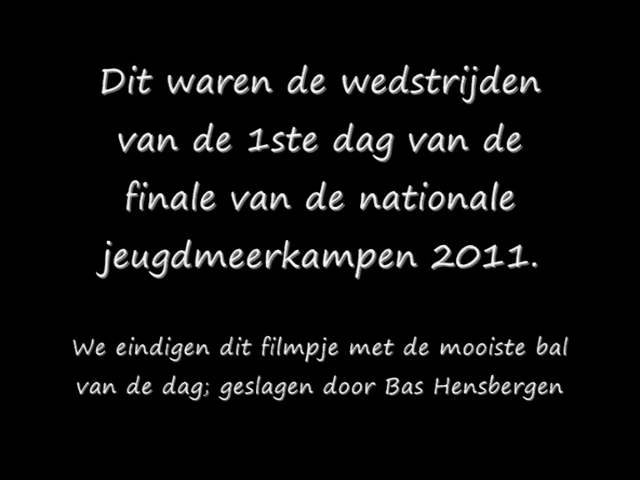 Dit waren de wedstrijden
van de 1ste dag van de
finale van de nationale
jeugdmeerkampen 2011.
We eindigen dit filmpje met de mooiste bal
van de dag; geslagen door Bas Hensbergen